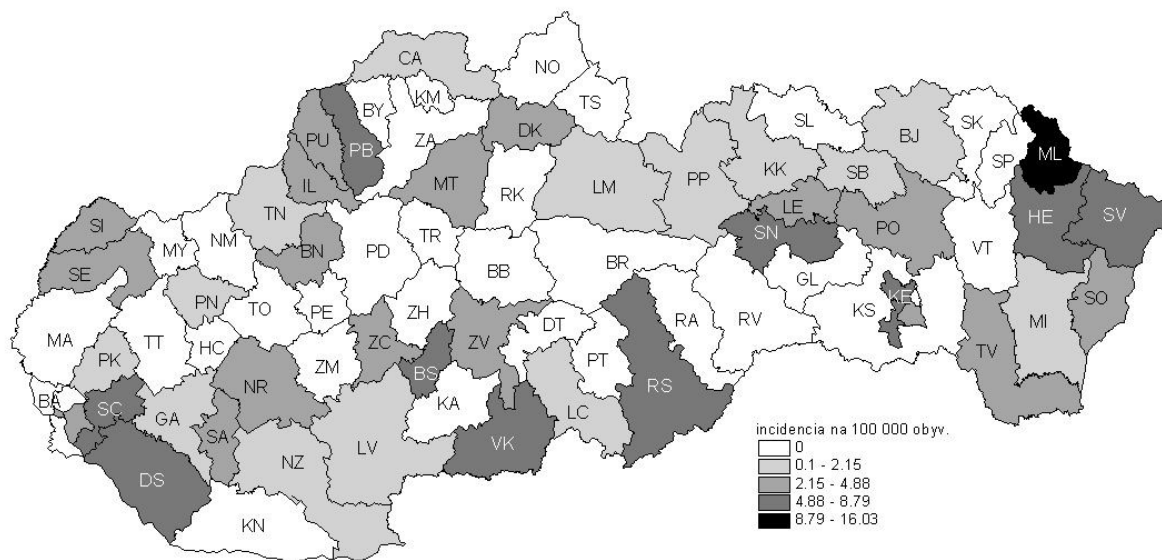 CA
NO
KM
BY
TS
ZA
PU
PB
DK
SL
BJ
SK
SP
ML
IL
MT
RK
LM
PP
KK
SB
TN
LE
HE
SV
SI
MY
NM
BN
PD
TR
BB
BR
SN
PO
VT
SE
GL
PN
TO
PE
ZH
RA
RV
KS
KE
SO
MA
TT
HC
ZM
ZC
ZV
DT
PT
MI
TV
PK
BS
RS
BA
SC
NR
KA
GA
SA
LC
LV
VK
NZ
DS
KN
incidencia na 100 000 obyv.
0
0.1 - 2.15
2.15 - 4.88
4.88 - 8.79
8.79 - 16.03